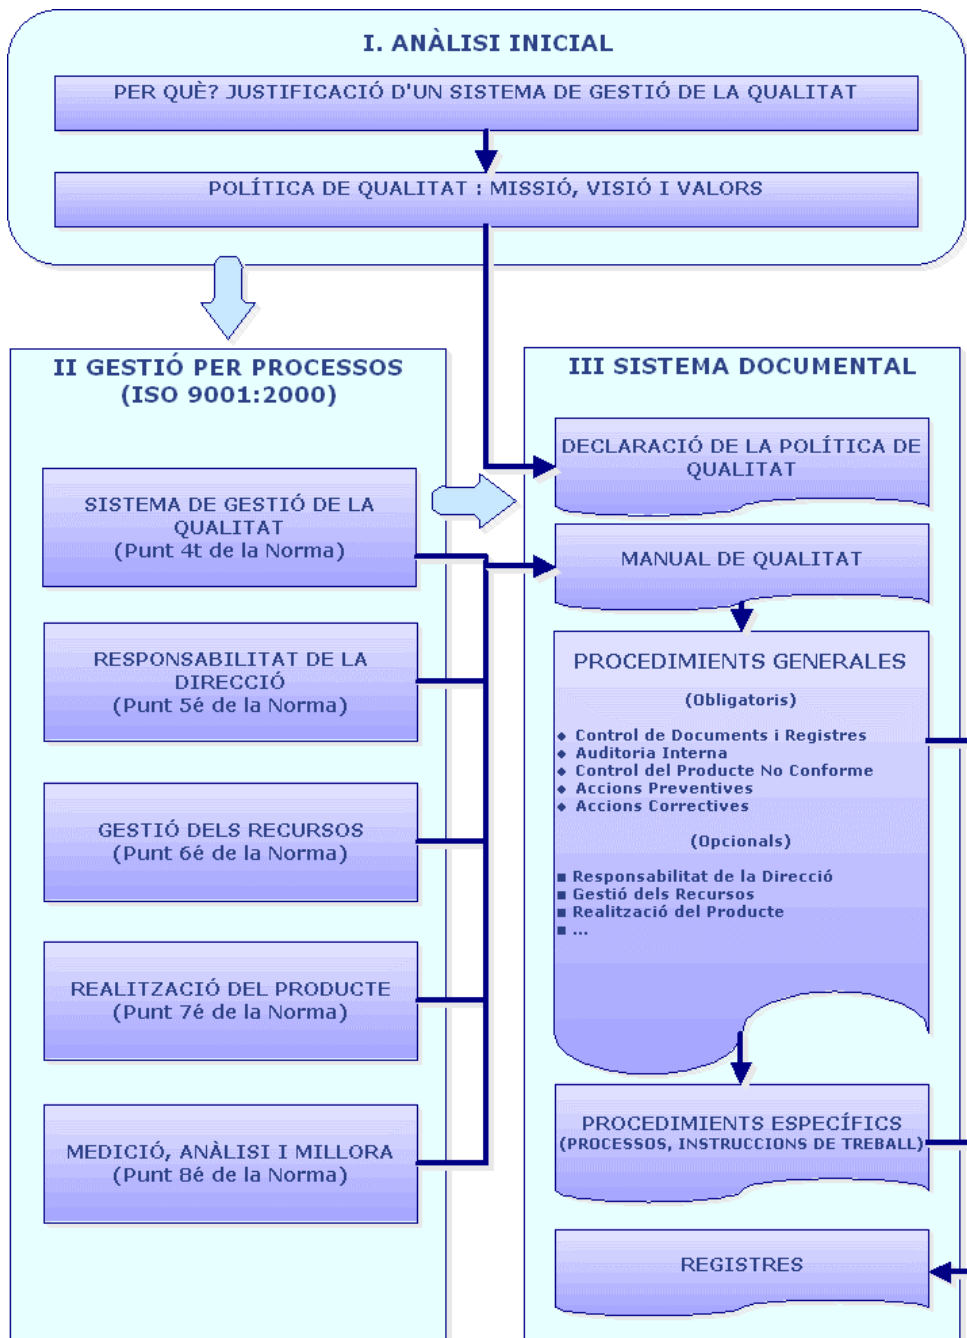 I. ANÀLISI INICIAL
PER QUÈ? JUSTIFICACIÓ D'UN SISTEMA DE GESTIÓ DE LA QUALITAT
POLÍTICA DE QUALITAT : MISSIÓ, VISIÓ I VALORS
II GESTIÓ PER PROCESSOS
(ISO 9001:2000)
SISTEMA DE GESTIÓ DE LA
QUALITAT
(Punt 4t de la Norma)
RESPONSABILITAT DE LA
DIRECCIÓ
(Punt 5é de la Norma)
GESTIÓ DELS RECURSOS
(Punt 6é de la Norma)
REALITZACIÓ DEL PRODUCTE
(Punt 7é de la Norma)
MEDICIÓ, ANÀLISI I MILLORA
(Punt 8é de la Norma)
III SISTEMA DOCUMENTAL
DECLARACIÓ DE LA POLÍTICA DE
QUALITAT
MANUAL DE QUALITAT
PROCEDIMIENTS GENERALES
(Obligatoris)
◆ Control de Documents i Registres
◆ Auditoria Interna
◆ Control del Producte No Conforme
◆ Accions Preventives
◆ Accions Correctives
(Opcionals)
■ Responsabilitat de la Direcció
■ Gestió dels Recursos
■ Realització del Producte
■ ...
PROCEDIMIENTS ESPECÍFICS
(PROCESSOS, INSTRUCCIONS DE TREBALL)
REGISTRES